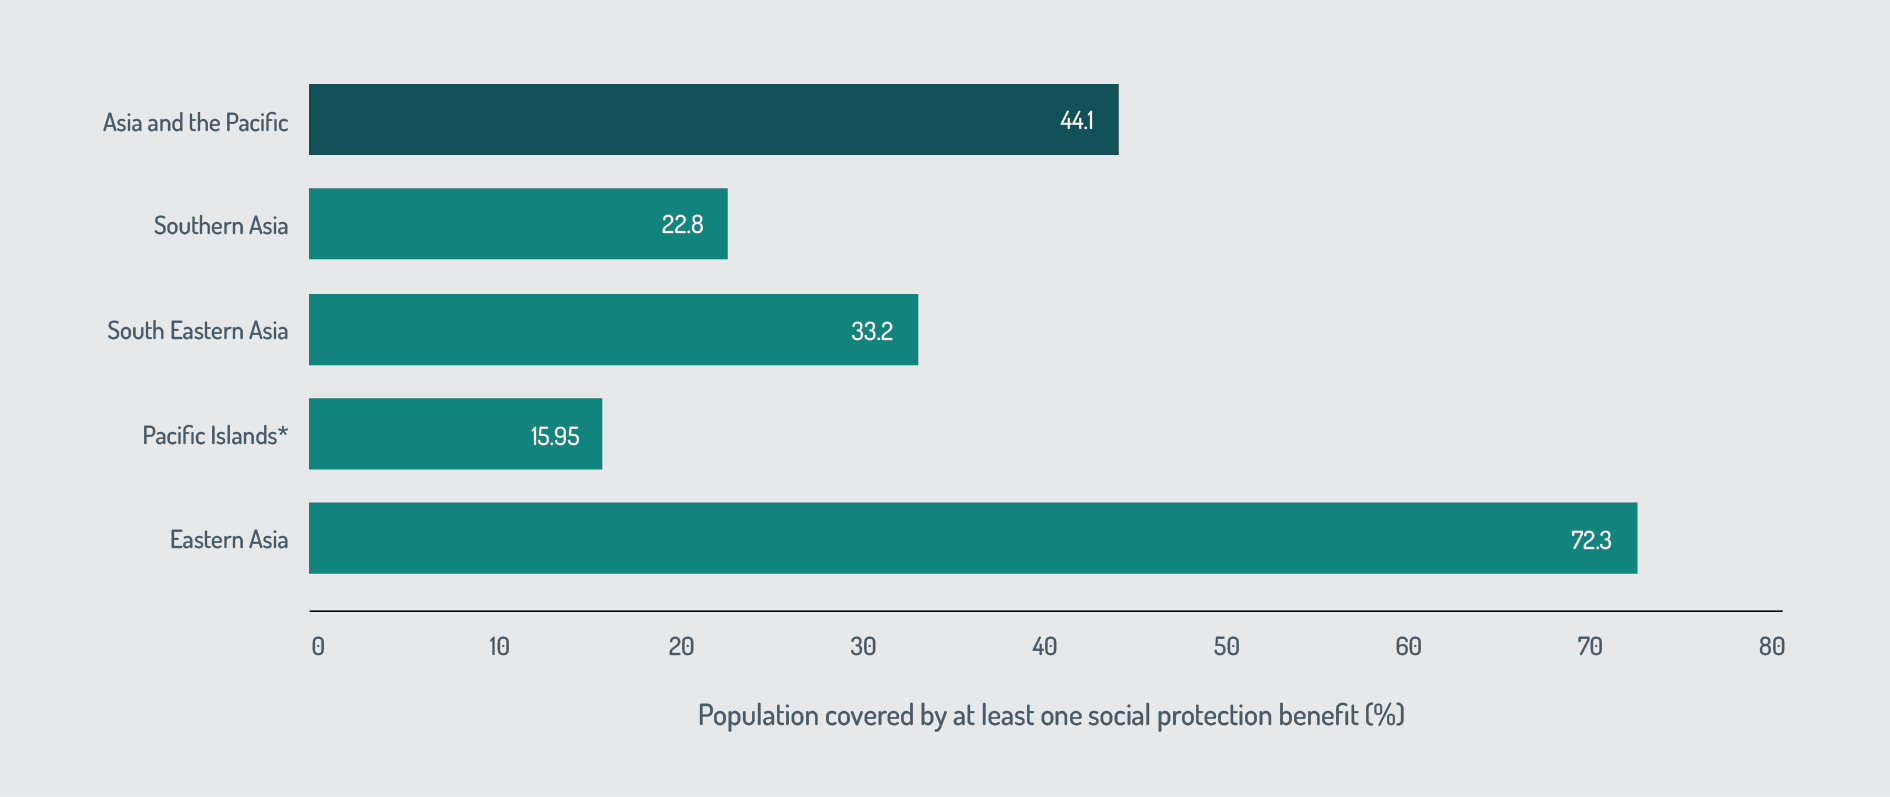 Asia and the Pacific 44.1
Southern Asia 22.8
South Eastern Asia 33.2
Pacific Islands* 15.95
Eastern Asia 72.3
0 10 20 30 40 50 60 70 80
Population covered by at least one social protection benefit (%)